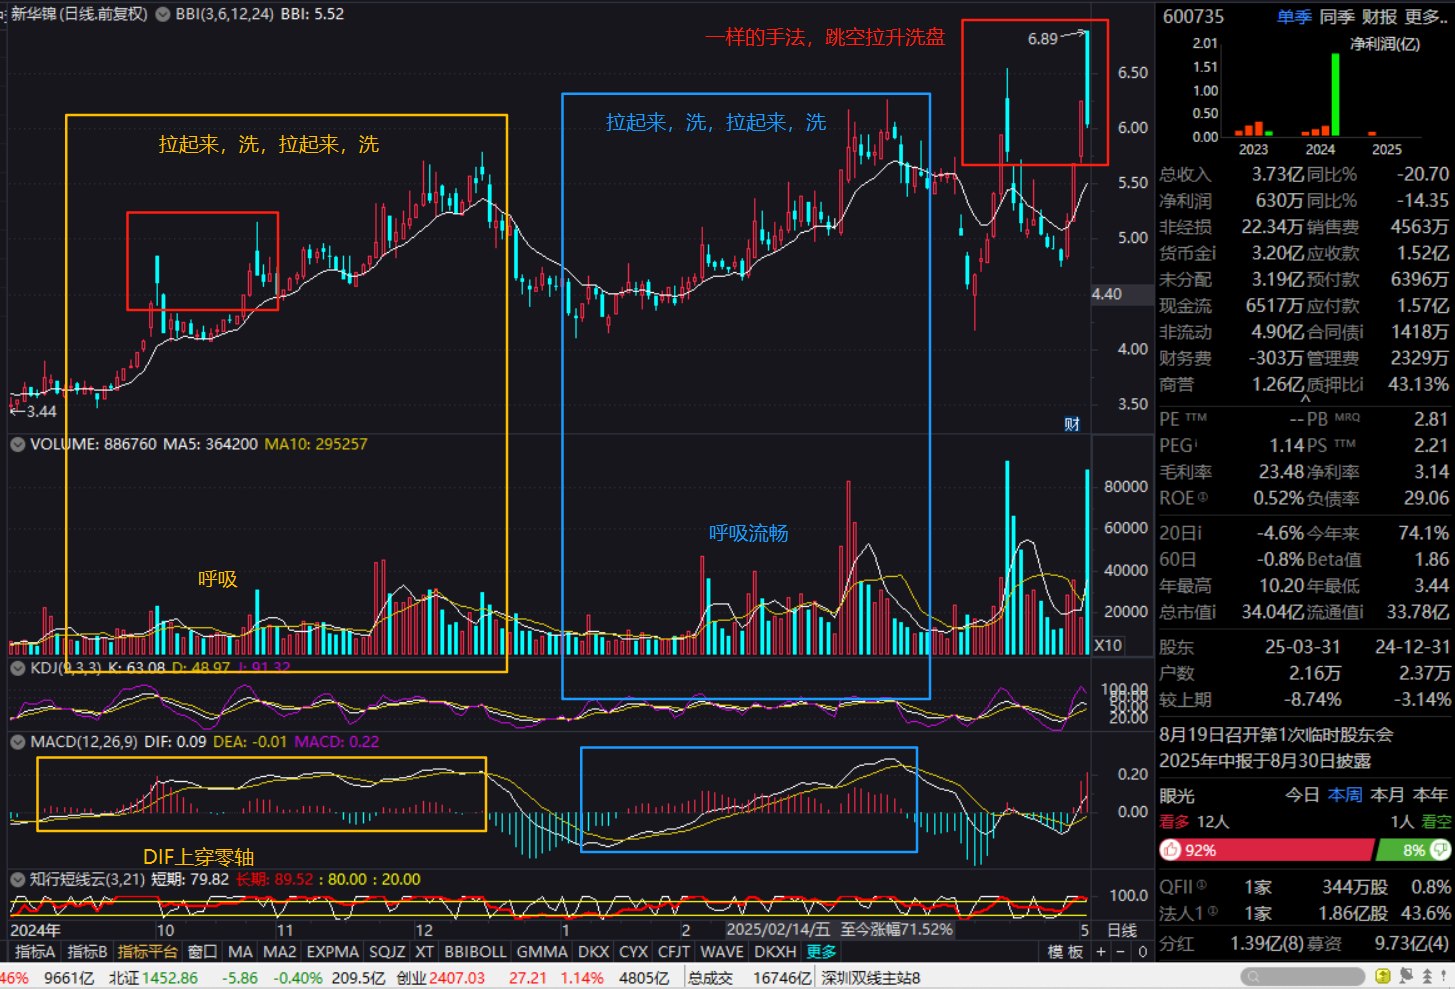 新华锦(日线.前复权) BBI(3,6,12,24) BBI: 5.52
一样的手法，跳空拉升洗盘
6.89
拉起来，洗，拉起来，洗
拉起来，洗，拉起来，洗
6.50
6.00
5.50
5.00
4.40
4.00
3.50
3.44
财
VOLUME: 886760 MA5: 364200 MA10: 295257
80000
60000
40000
20000
X10
呼吸
呼吸流畅
KDJ(9,3,3) K: 63.08 D: 48.97 J: 91.32
100.00
80.00
50.00
20.00
MACD(12,26,9) DIF: 0.09 DEA: -0.01 MACD: 0.22
0.20
0.00
DIF上穿零轴
知行短线云(3,21) 短期: 79.82 长期: 89.52 : 80.00 : 20.00
100.0
2024年 10 11 12 1 2 2025/02/14/五 至今涨幅71.52% 5 日线
指标A 指标B 指标平台 窗口 MA MA2 EXPMA SQJZ XT BBIBOLL GMMA DKX CYX CFJT WAVE DKXH 更多 模板 + − 0
46% 9661亿 北证1452.86 -5.86 -0.40% 209.5亿 创业2407.03 27.21 1.14% 4805亿 总成交 16746亿 深圳双线主站8
600735 单季 同季 财报 更多..
净利润(亿)
2.01
1.51
1.00
0.50
0.00
2023 2024 2025
总收入 3.73亿 同比% -20.70
净利润 630万 同比% -14.35
非经损 22.34万 销售费 4563万
货币金i 3.20亿 应收款 1.52亿
未分配 3.19亿 预付款 6396万
现金流 6517万 应付款 1.57亿
非流动 4.90亿 合同债i 1418万
财务费 -303万 管理费 2329万
商誉 1.26亿 质押比i 43.13%
PE TTM -- PB MRQ 2.81
PEG i 1.14 PS TTM 2.21
毛利率 23.48 净利率 3.14
ROE 0.52% 负债率 29.06
20日i -4.6% 今年来 74.1%
60日 -0.8% Beta值 1.86
年最高 10.20 年最低 3.44
总市值i 34.04亿 流通值i 33.78亿
股东 25-03-31 24-12-31
户数 2.16万 2.37万
较上期 -8.74% -3.14%
8月19日召开第1次临时股东会
2025年中报于8月30日披露
眼光 今日 本周 本月 本年
看多 12人 1人 看空
92% 8%
QFII 1家 344万股 0.8%
法人1 1家 1.86亿股 43.6%
分红 1.39亿(8) 募资 9.73亿(4)